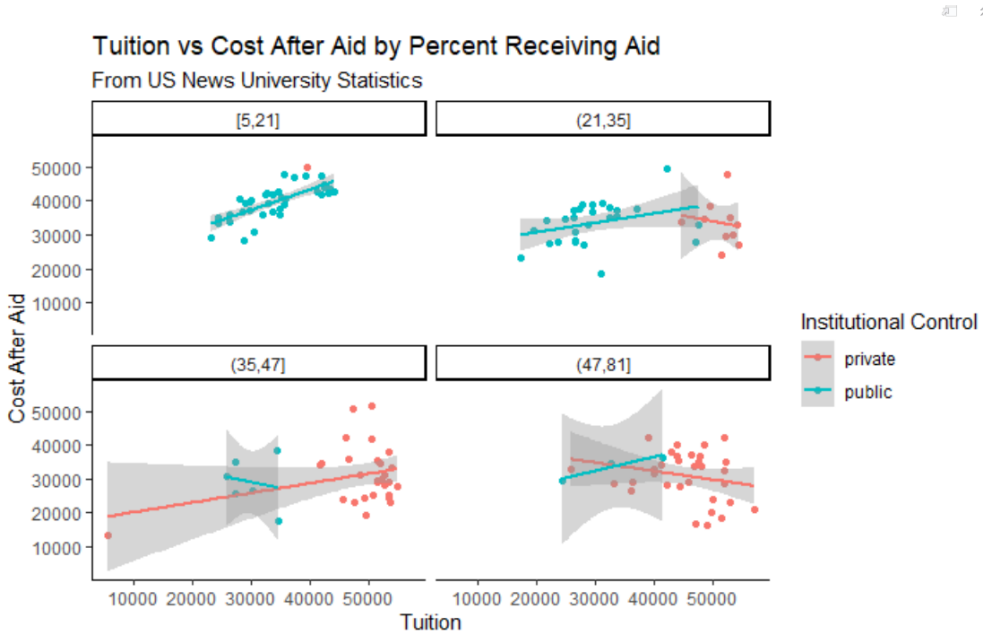 Tuition vs Cost After Aid by Percent Receiving Aid
From US News University Statistics
[5,21]
(21,35]
50000
40000
30000
20000
10000
(35,47]
(47,81]
50000
40000
30000
20000
10000
Cost After Aid
10000 20000 30000 40000 50000
10000 20000 30000 40000 50000
Tuition
Institutional Control
private
public